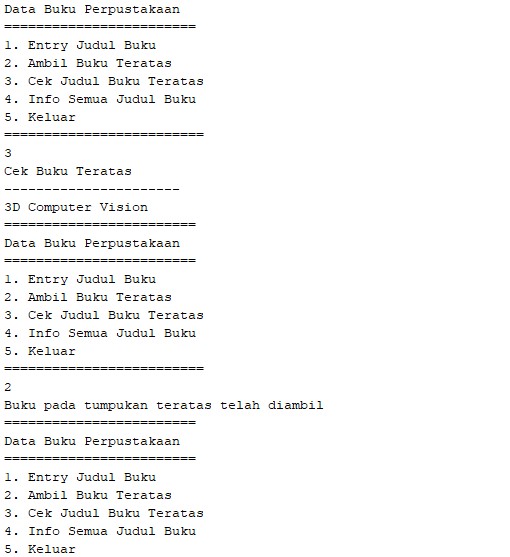 Data Buku Perpustakaan
========================
1. Entry Judul Buku
2. Ambil Buku Teratas
3. Cek Judul Buku Teratas
4. Info Semua Judul Buku
5. Keluar
=========================
3
Cek Buku Teratas
----------------------
3D Computer Vision
========================
Data Buku Perpustakaan
========================
1. Entry Judul Buku
2. Ambil Buku Teratas
3. Cek Judul Buku Teratas
4. Info Semua Judul Buku
5. Keluar
=========================
2
Buku pada tumpukan teratas telah diambil
========================
Data Buku Perpustakaan
========================
1. Entry Judul Buku
2. Ambil Buku Teratas
3. Cek Judul Buku Teratas
4. Info Semua Judul Buku
5. Keluar